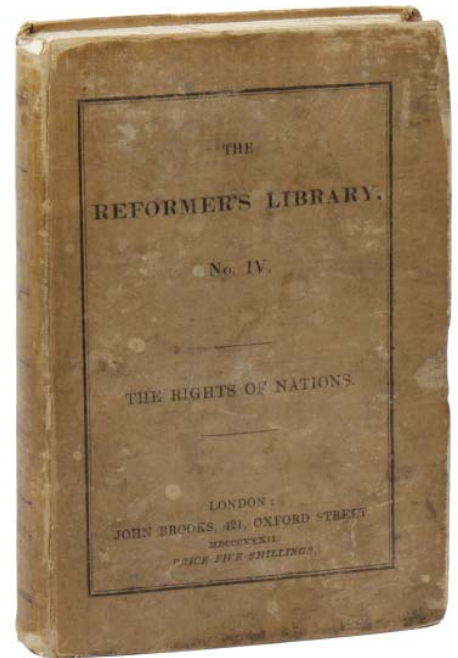 THE
REFORMER'S LIBRARY.
No. IV.
THE RIGHTS OF NATIONS.
LONDON:
JOHN BROOKS, 421, OXFORD STREET.
MDCCCXXXII.
PRICE FIVE SHILLINGS.